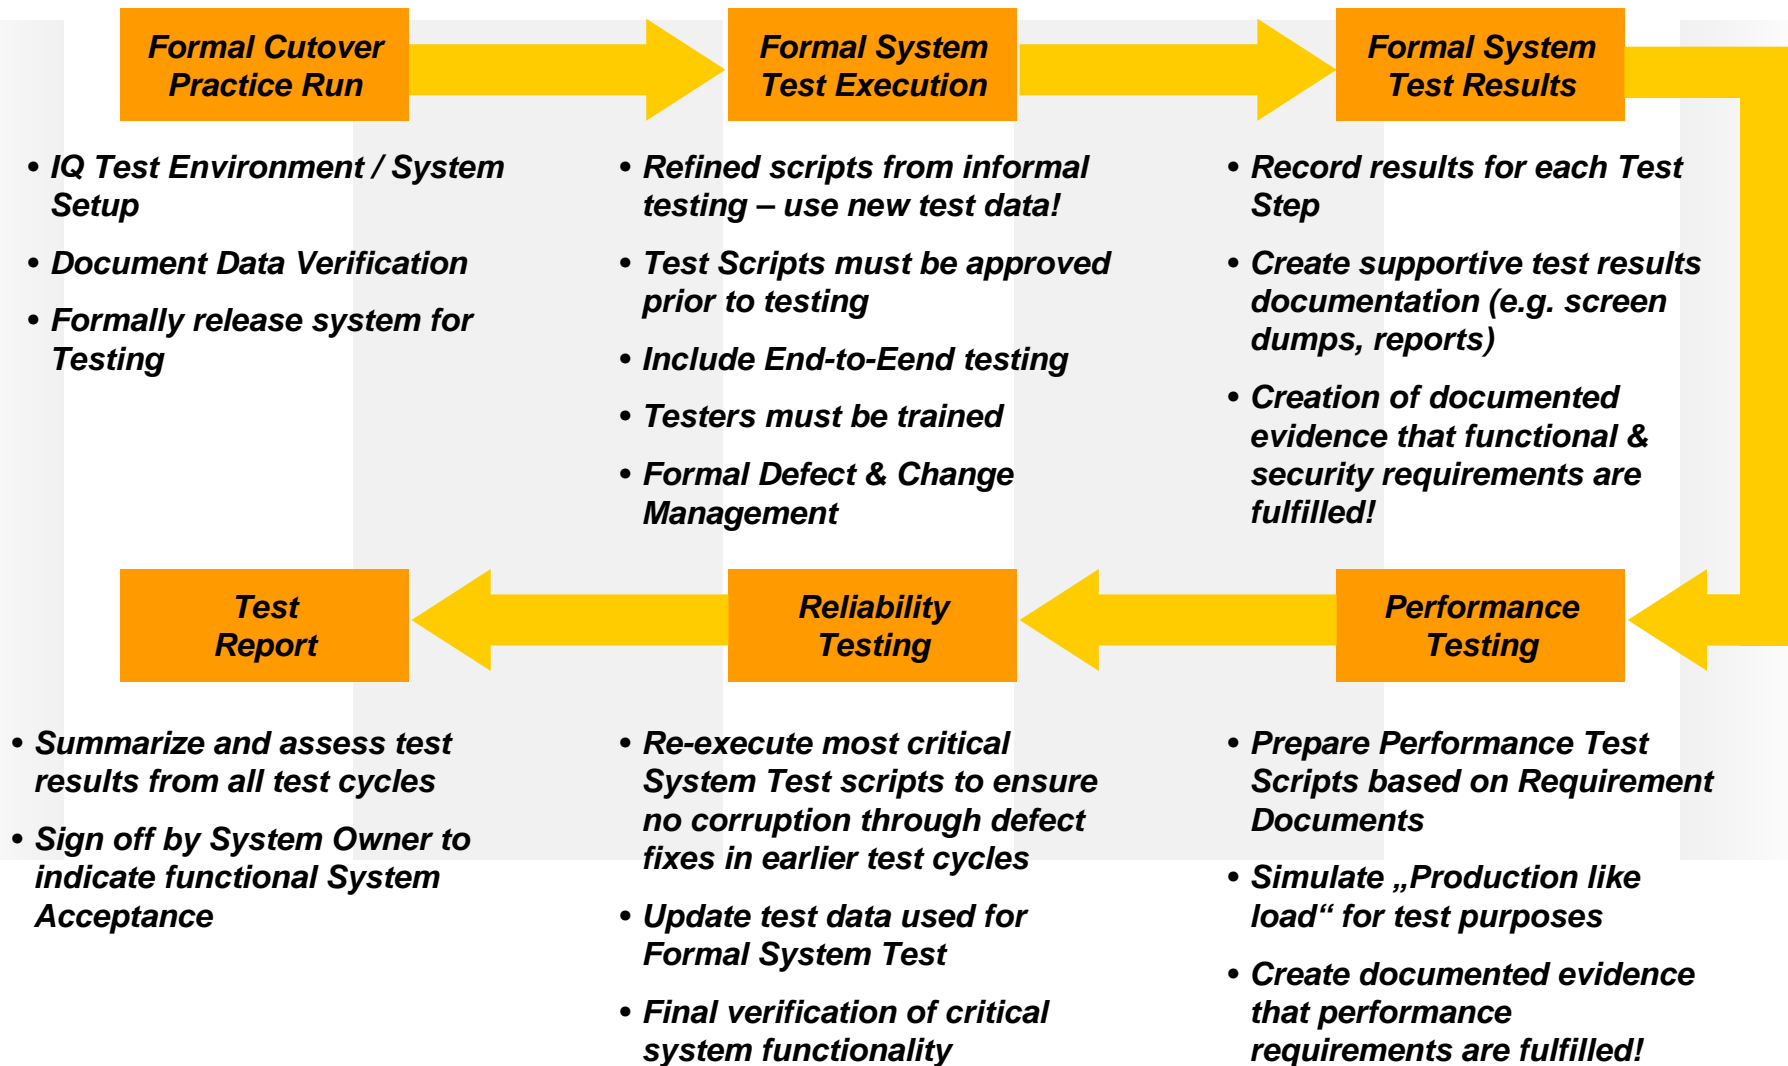 Formal Cutover
Practice Run
Formal System
Test Execution
Formal System
Test Results
• IQ Test Environment / System
Setup
• Document Data Verification
• Formally release system for
Testing
• Refined scripts from informal
testing – use new test data!
• Test Scripts must be approved
prior to testing
• Include End-to-Eend testing
• Testers must be trained
• Formal Defect & Change
Management
• Record results for each Test
Step
• Create supportive test results
documentation (e.g. screen
dumps, reports)
• Creation of documented
evidence that functional &
security requirements are
fulfilled!
Test
Report
Reliability
Testing
Performance
Testing
• Summarize and assess test
results from all test cycles
• Sign off by System Owner to
indicate functional System
Acceptance
• Re-execute most critical
System Test scripts to ensure
no corruption through defect
fixes in earlier test cycles
• Update test data used for
Formal System Test
• Final verification of critical
system functionality
• Prepare Performance Test
Scripts based on Requirement
Documents
• Simulate „Production like
load“ for test purposes
• Create documented evidence
that performance
requirements are fulfilled!